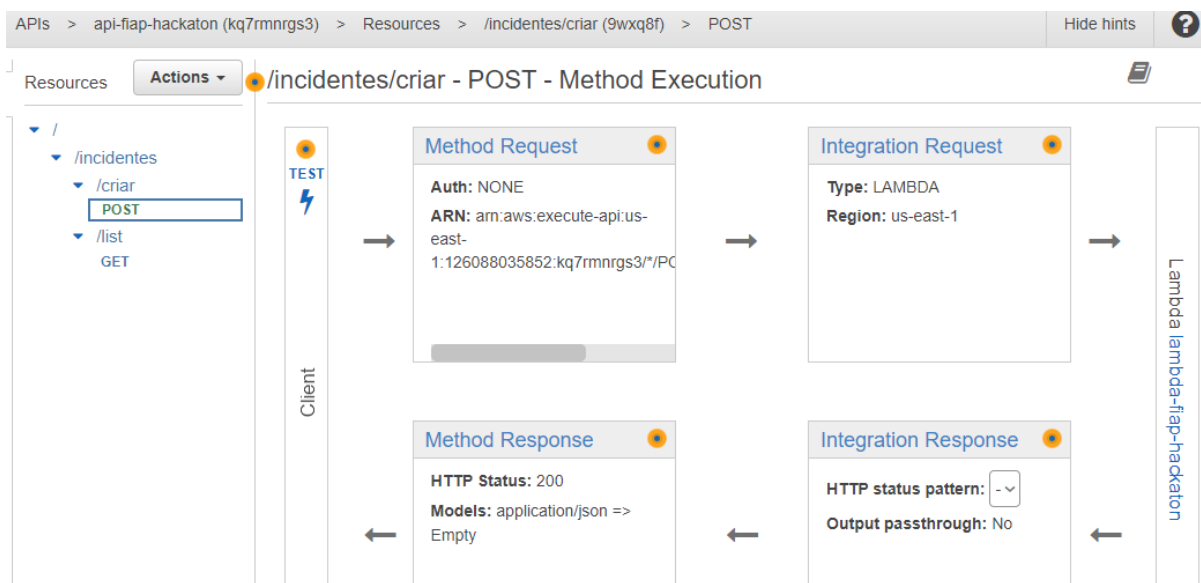 APIs > api-fiap-hackaton (kq7rmnrgs3) > Resources > /incidentes/criar (9wxq8f) > POST
Hide hints
?
Resources
Actions
/incidentes/criar - POST - Method Execution
/
/incidentes
/criar
POST
/list
GET
TEST
Client
Method Request
Auth: NONE
ARN: arn:aws:execute-api:us-
east-
1:126088035852:kq7rmnrgs3/*/PO
Integration Request
Type: LAMBDA
Region: us-east-1
Lambda lambda-fiap-hackaton
Method Response
HTTP Status: 200
Models: application/json =>
Empty
Integration Response
HTTP status pattern: -
Output passthrough: No